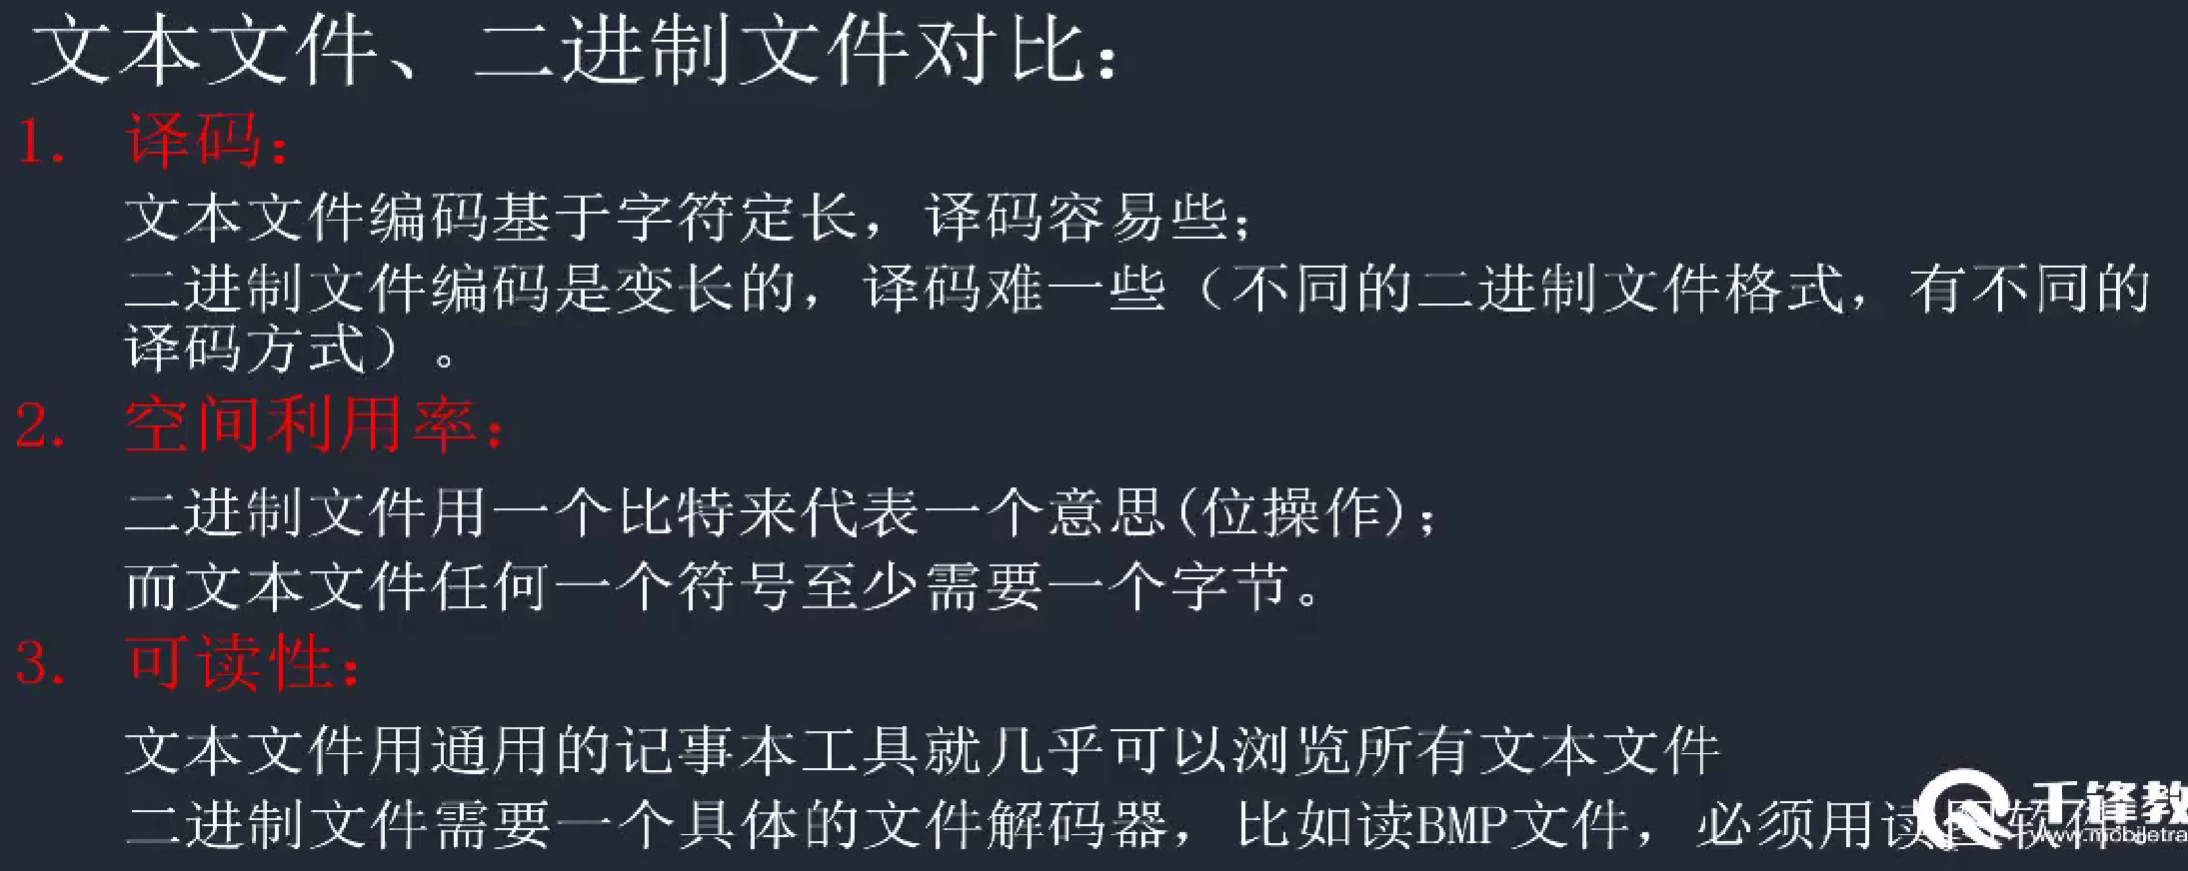 文本文件、二进制文件对比：
1. 译码：
文本文件编码基于字符定长，译码容易些；
二进制文件编码是变长的，译码难一些（不同的二进制文件格式，有不同的
译码方式）。
2. 空间利用率：
二进制文件用一个比特来代表一个意思(位操作)；
而文本文件任何一个符号至少需要一个字节。
3. 可读性：
文本文件用通用的记事本工具就几乎可以浏览所有文本文件
二进制文件需要一个具体的文件解码器，比如读BMP文件，必须用读图软件
千锋教
www.mobiletra